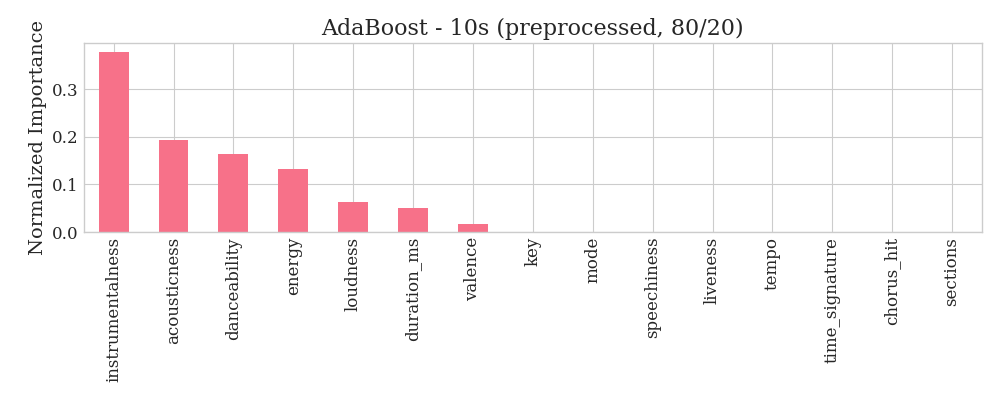 AdaBoost - 10s (preprocessed, 80/20)
Normalized Importance
0.3
0.2
0.1
0.0
instrumentalness
acousticness
danceability
energy
loudness
duration_ms
valence
key
mode
speechiness
liveness
tempo
time_signature
chorus_hit
sections